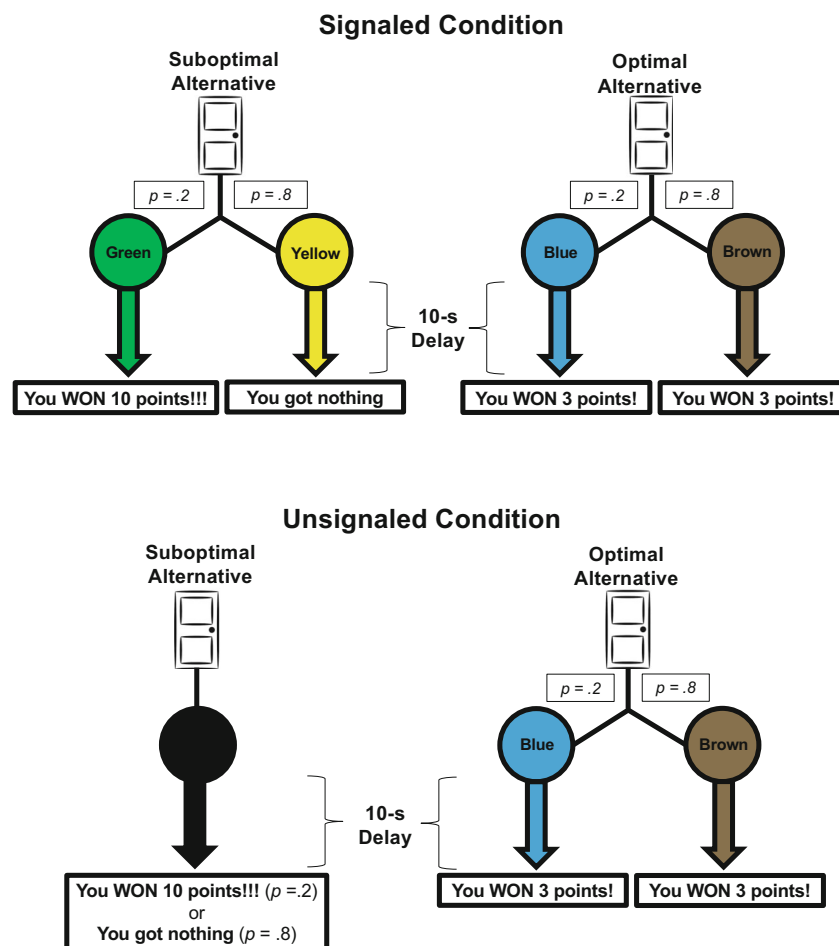 Signaled Condition
Suboptimal
Alternative
Optimal
Alternative
p = .2
p = .8
p = .2
p = .8
Green
Yellow
Blue
Brown
10-s
Delay
You WON 10 points!!!
You got nothing
You WON 3 points!
You WON 3 points!
Unsignaled Condition
Suboptimal
Alternative
Optimal
Alternative
p = .2
p = .8
Blue
Brown
10-s
Delay
You WON 10 points!!! (p =.2)
or
You got nothing (p = .8)
You WON 3 points!
You WON 3 points!